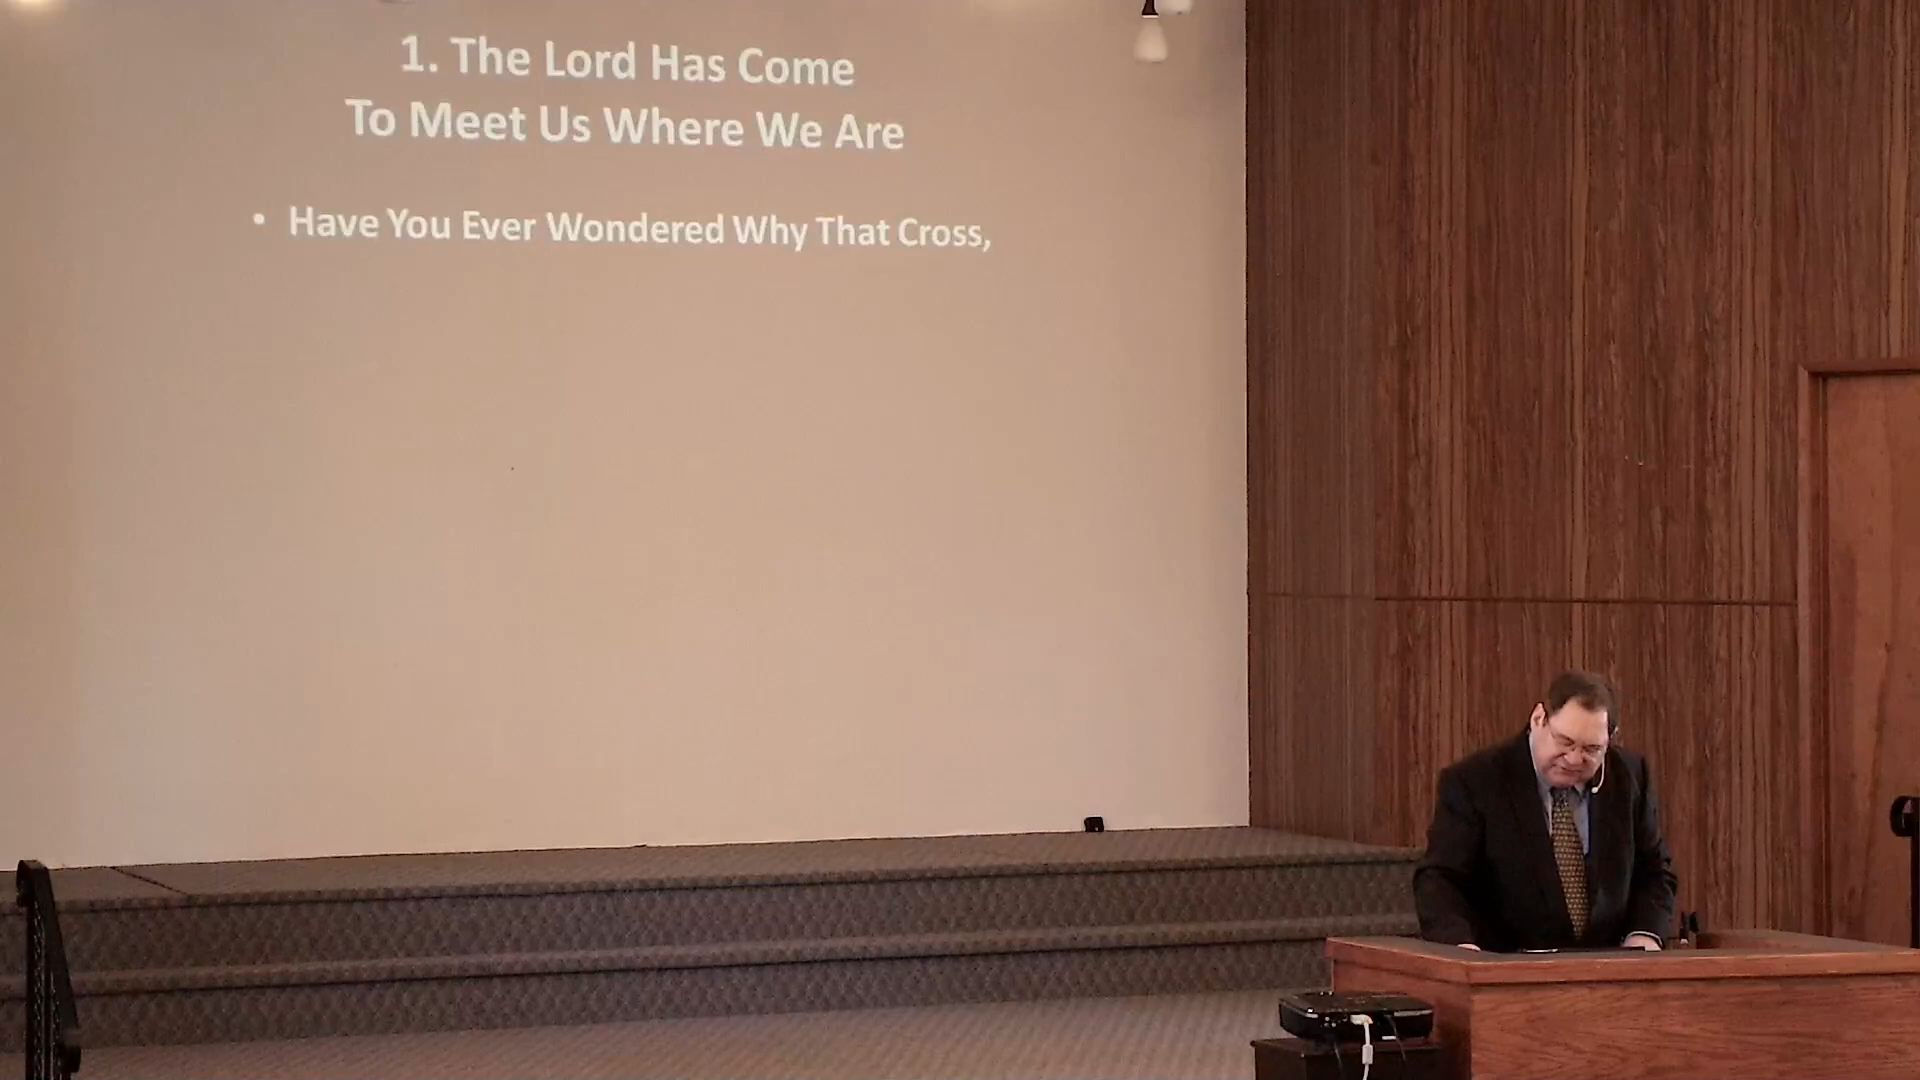 1. The Lord Has Come
To Meet Us Where We Are
• Have You Ever Wondered Why That Cross,